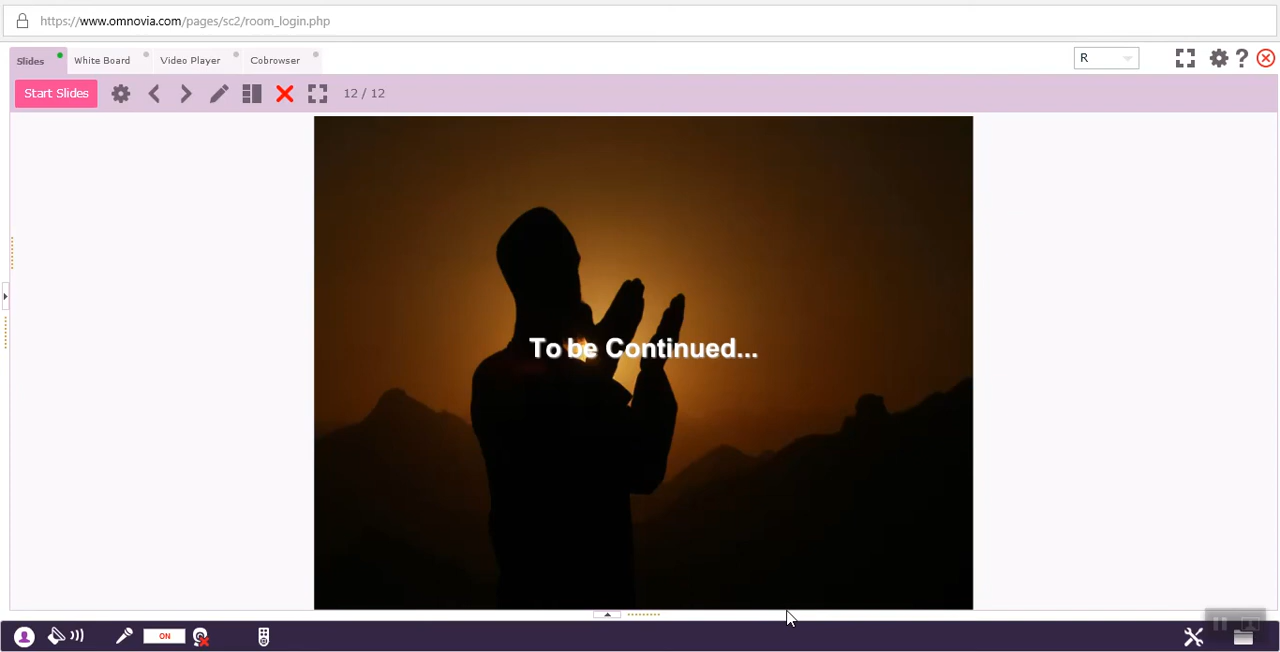 https://www.omnovia.com/pages/sc2/room_login.php
Slides White Board Video Player Cobrowser R ?
Start Slides 12 / 12
To be Continued...
ON